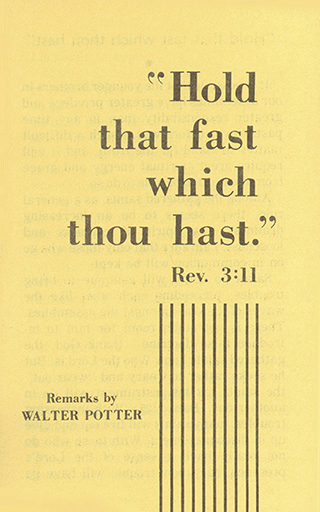 “Hold
that fast
which
thou hast.”
Rev. 3:11
Remarks by
WALTER POTTER